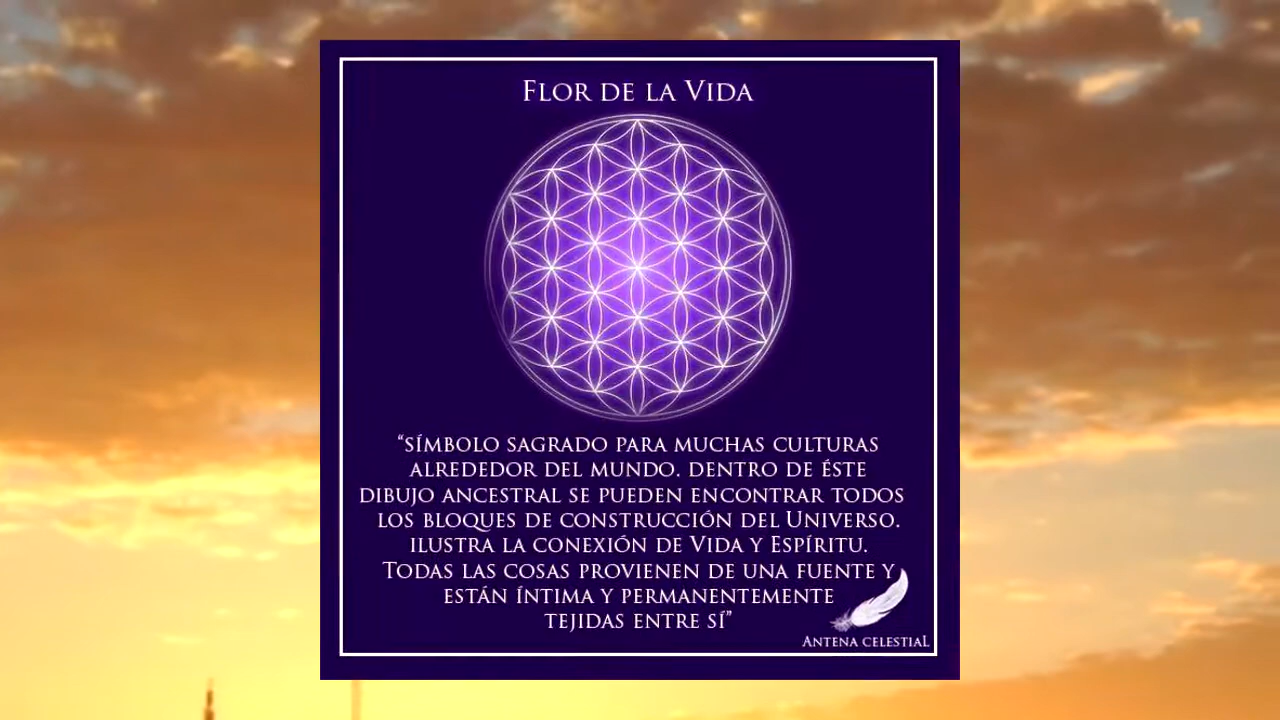 Flor de la Vida
“símbolo sagrado para muchas culturas
alrededor del mundo. dentro de éste
dibujo ancestral se pueden encontrar todos
los bloques de construcción del Universo.
ilustra la conexión de Vida y Espíritu.
Todas las cosas provienen de una fuente y
están íntima y permanentemente
tejidas entre sí”
Antena celestial